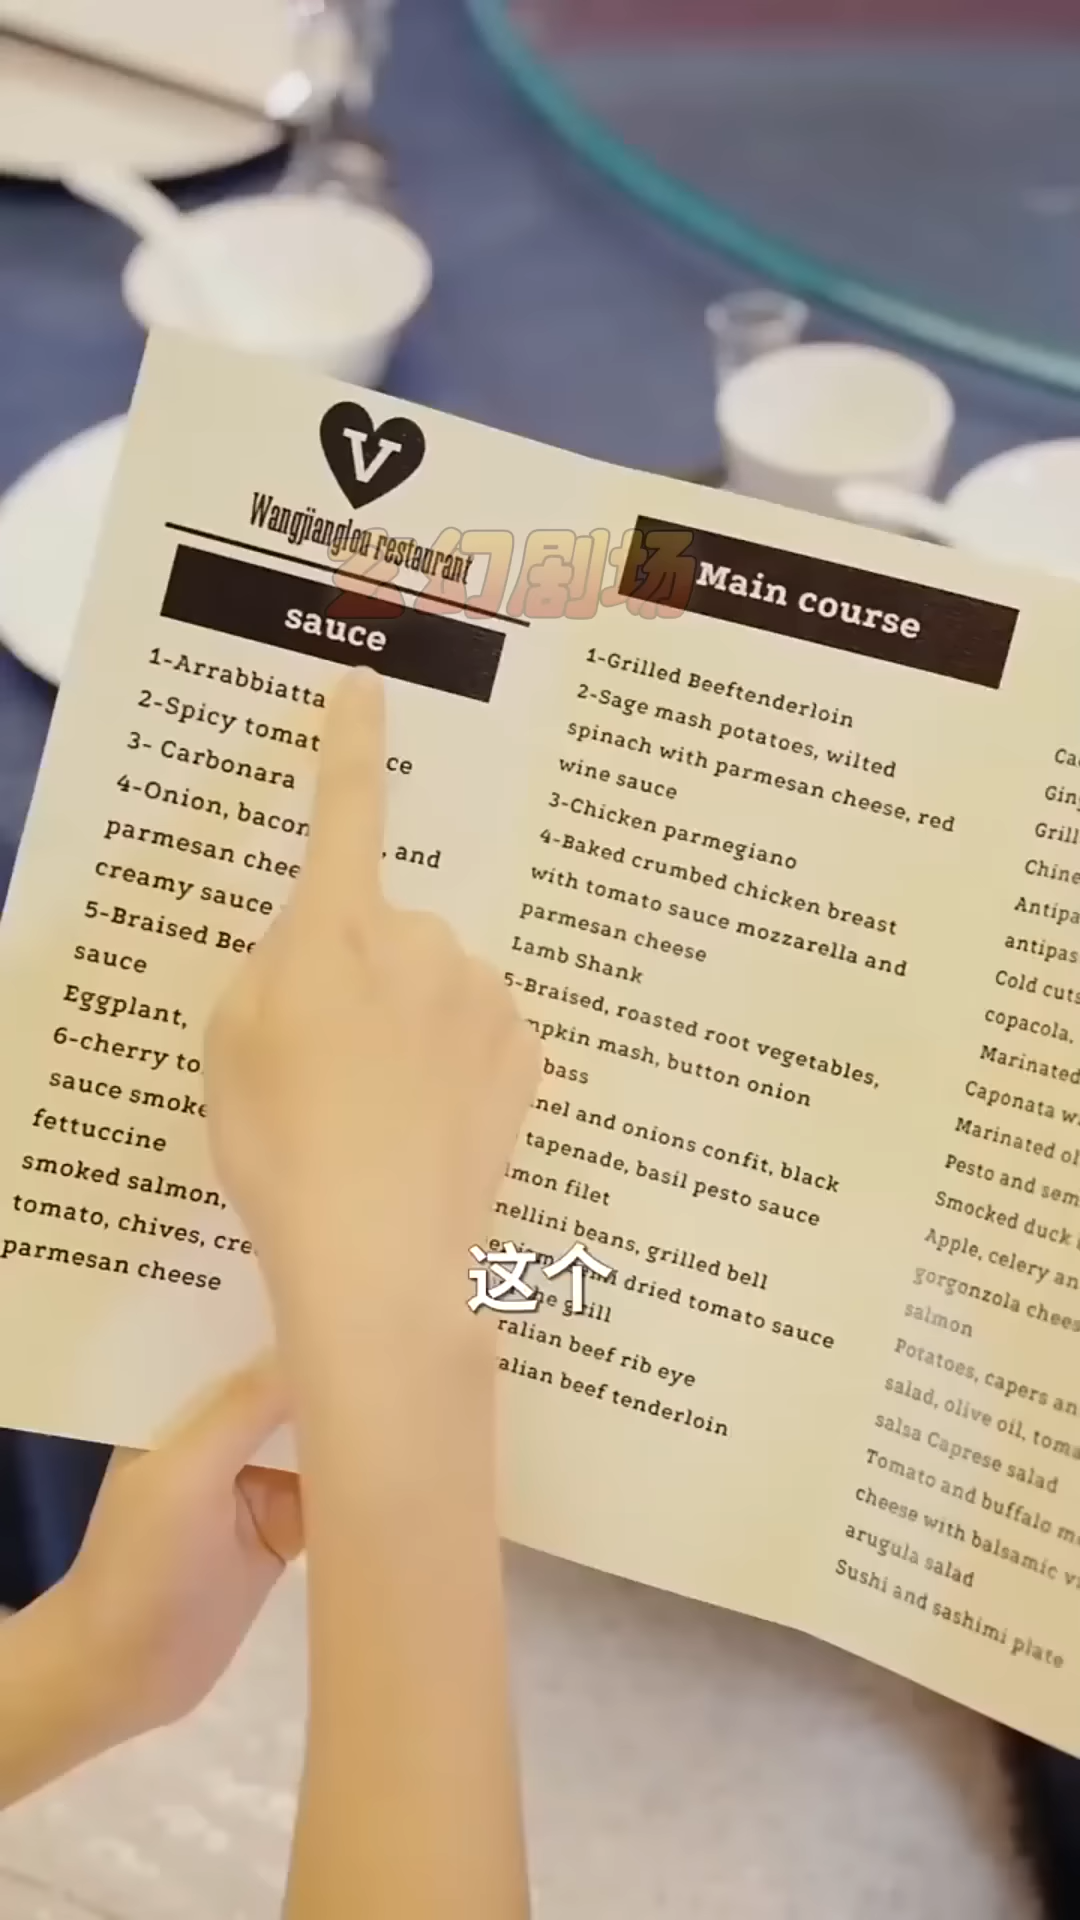 V
Wangjianglou restaurant
玄幻剧场
sauce
1-Arrabbiatta
2-Spicy tomat ce
3- Carbonara
4-Onion, bacon , and
parmesan chee
creamy sauce
5-Braised Bee
sauce
Eggplant,
6-cherry to
sauce smoke
fettuccine
smoked salmon,
tomato, chives, cre
parmesan cheese
Main course
1-Grilled Beeftenderloin
2-Sage mash potatoes, wilted
spinach with parmesan cheese, red
wine sauce
3-Chicken parmegiano
4-Baked crumbed chicken breast
with tomato sauce mozzarella and
parmesan cheese
Lamb Shank
5-Braised, roasted root vegetables,
mpkin mash, button onion
bass
nel and onions confit, black
tapenade, basil pesto sauce
lmon filet
nellini beans, grilled bell
dried tomato sauce
he grill
ralian beef rib eye
alian beef tenderloin
这个
Ca
Gin
Grill
Chine
Antipa
antipas
Cold cuts
copacola,
Marinated
Caponata w
Marinated ol
Pesto and sem
Smocked duck
Apple, celery an
gorgonzola chees
salmon
Potatoes, capers an
salad, olive oil, toma
salsa Caprese salad
Tomato and buffalo m
cheese with balsamic v
arugula salad
Sushi and sashimi plate